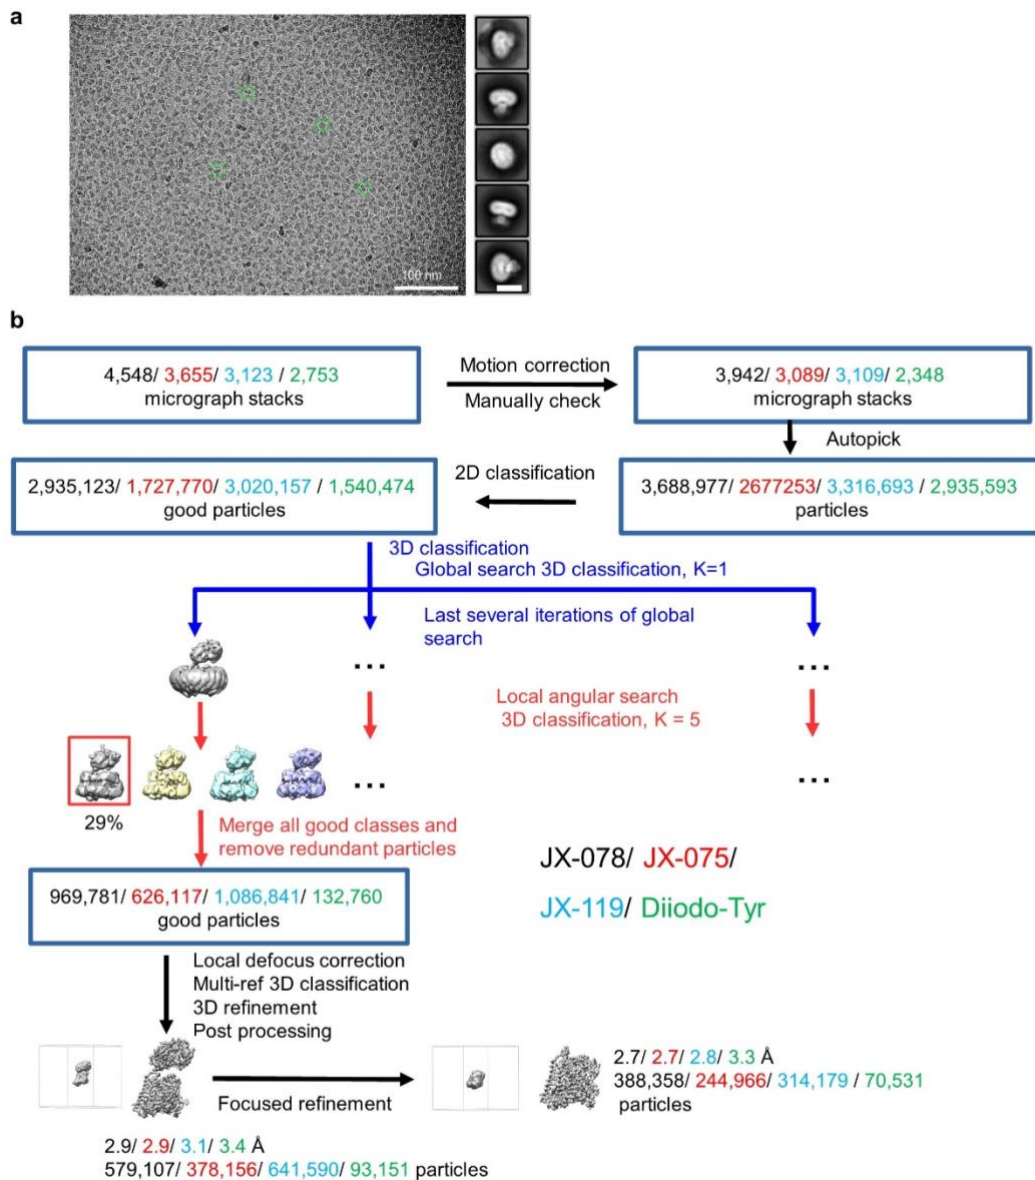 a
100 nm
b
4,548/ 3,655/ 3,123 / 2,753
micrograph stacks
Motion correction
Manually check
3,942/ 3,089/ 3,109/ 2,348
micrograph stacks
Autopick
2,935,123/ 1,727,770/ 3,020,157 / 1,540,474
good particles
2D classification
3,688,977/ 2677253/ 3,316,693 / 2,935,593
particles
3D classification
Global search 3D classification, K=1
Last several iterations of global
search
...
...
Local angular search
3D classification, K = 5
...
...
29%
Merge all good classes and
remove redundant particles
JX-078/ JX-075/
JX-119/ Diiodo-Tyr
969,781/ 626,117/ 1,086,841/ 132,760
good particles
Local defocus correction
Multi-ref 3D classification
3D refinement
Post processing
Focused refinement
2.7/ 2.7/ 2.8/ 3.3 Å
388,358/ 244,966/ 314,179 / 70,531
particles
2.9/ 2.9/ 3.1/ 3.4 Å
579,107/ 378,156/ 641,590/ 93,151 particles